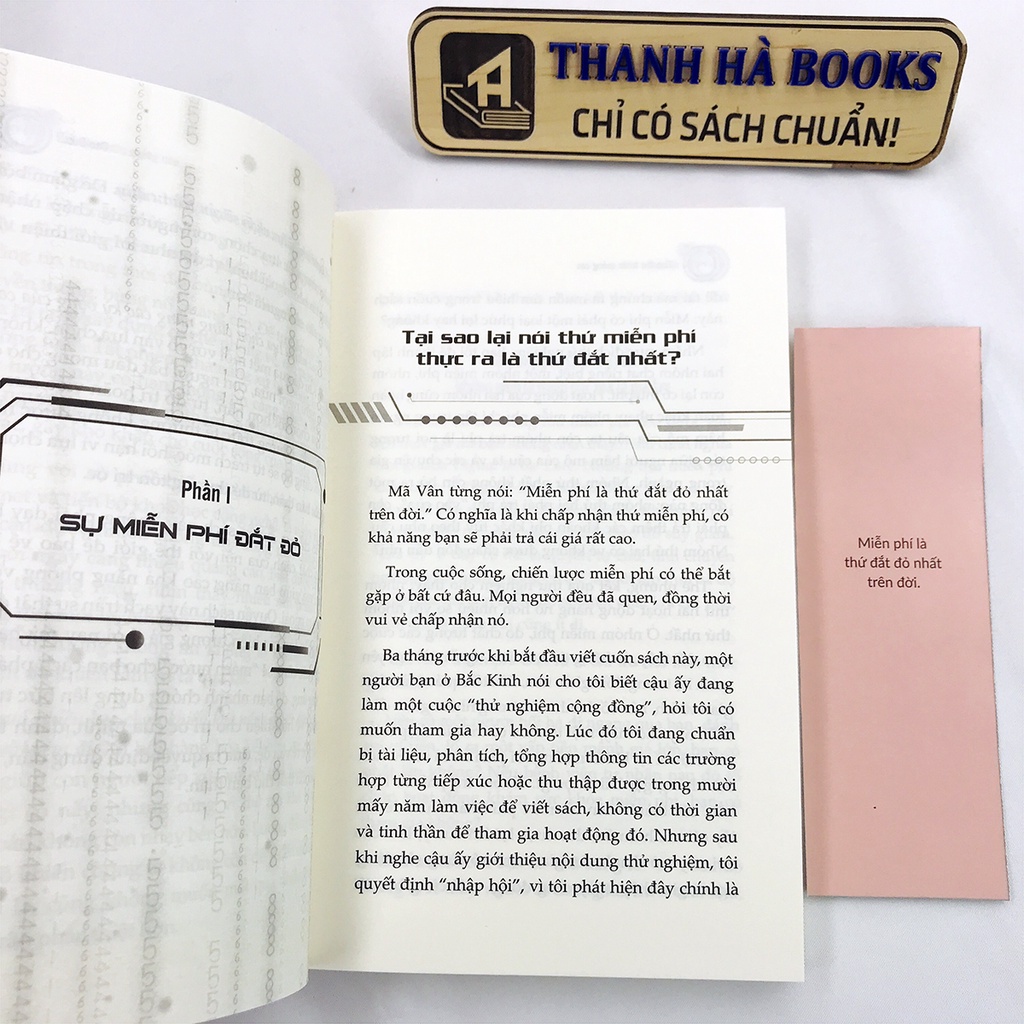 THANH HÀ BOOKS
CHỈ CÓ SÁCH CHUẨN!
Phần I
SỰ MIỄN PHÍ ĐẮT ĐỎ
Tại sao lại nói thứ miễn phí
thực ra là thứ đắt nhất?
Mã Vân từng nói: “Miễn phí là thứ đắt đỏ nhất
trên đời.” Có nghĩa là khi chấp nhận thứ miễn phí, có
khả năng bạn sẽ phải trả cái giá rất cao.
Trong cuộc sống, chiến lược miễn phí có thể bắt
gặp ở bất cứ đâu. Mọi người đều đã quen, đồng thời
vui vẻ chấp nhận nó.
Ba tháng trước khi bắt đầu viết cuốn sách này, một
người bạn ở Bắc Kinh nói cho tôi biết cậu ấy đang
làm một cuộc “thử nghiệm cộng đồng”, hỏi tôi có
muốn tham gia hay không. Lúc đó tôi đang chuẩn
bị tài liệu, phân tích, tổng hợp thông tin các trường
hợp từng tiếp xúc hoặc thu thập được trong mười
mấy năm làm việc để viết sách, không có thời gian
và tinh thần để tham gia hoạt động đó. Nhưng sau
khi nghe cậu ấy giới thiệu nội dung thử nghiệm, tôi
quyết định “nhập hội”, vì tôi phát hiện đây chính là
Miễn phí là
thứ đắt đỏ nhất
trên đời.